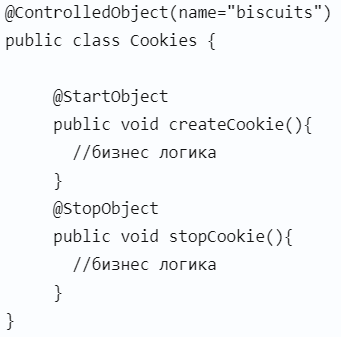 @ControlledObject(name="biscuits")
public class Cookies {
@StartObject
public void createCookie(){
//бизнес логика
}
@StopObject
public void stopCookie(){
//бизнес логика
}
}